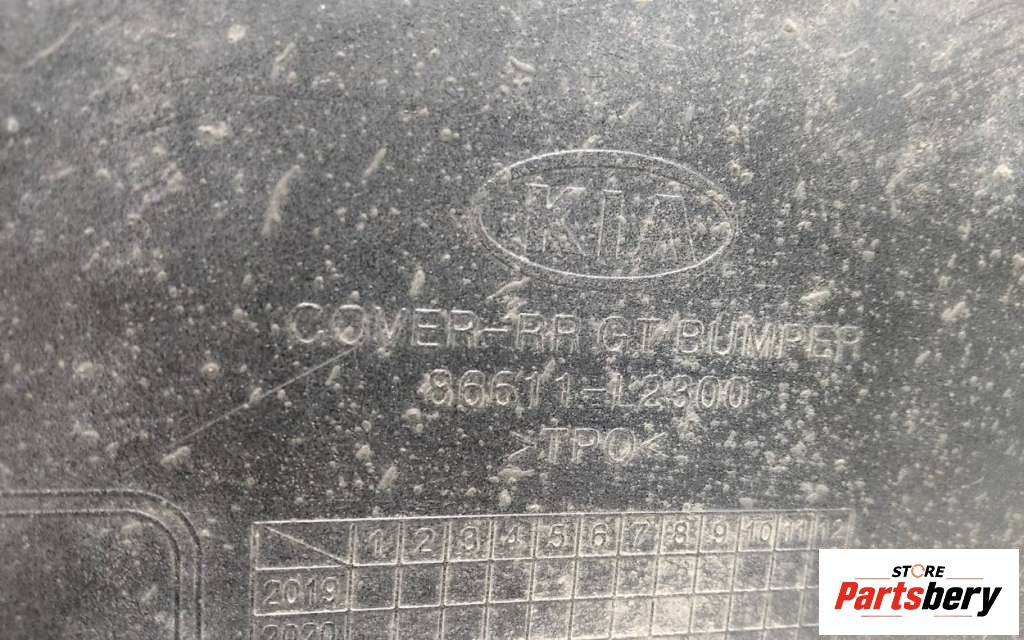 KIA
COVER-RR GT BUMPER
86611-L2300
>TPO<
1 2 3 4 5 6 7 8 9 10 11 12
2019
2020
STORE
Partsbery